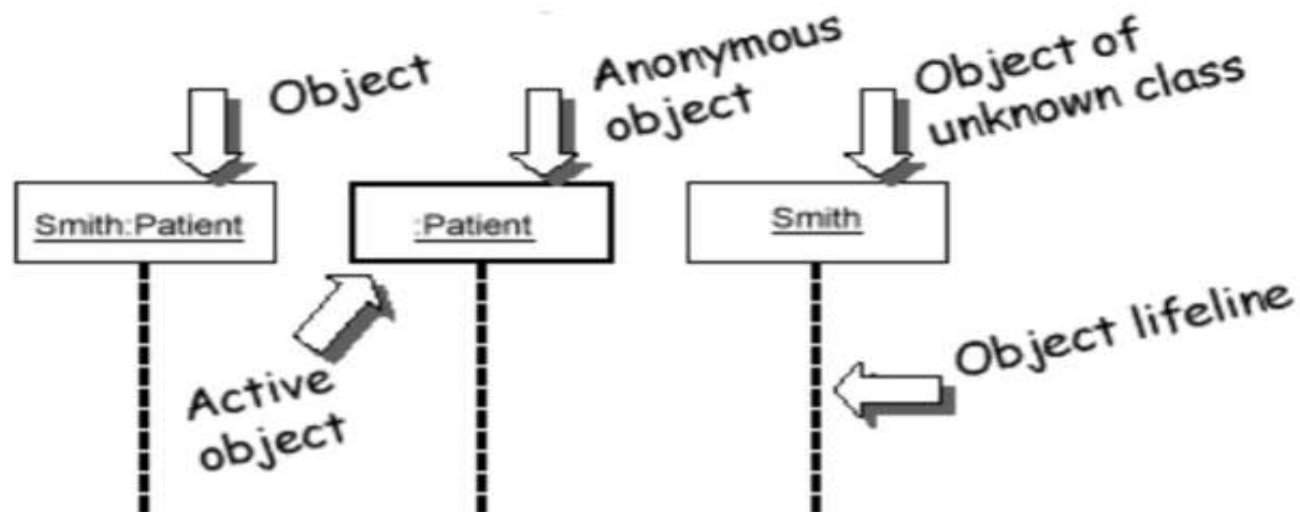 Object
Anonymous
object
Object of
unknown class
Smith:Patient
:Patient
Smith
Active
object
Object lifeline